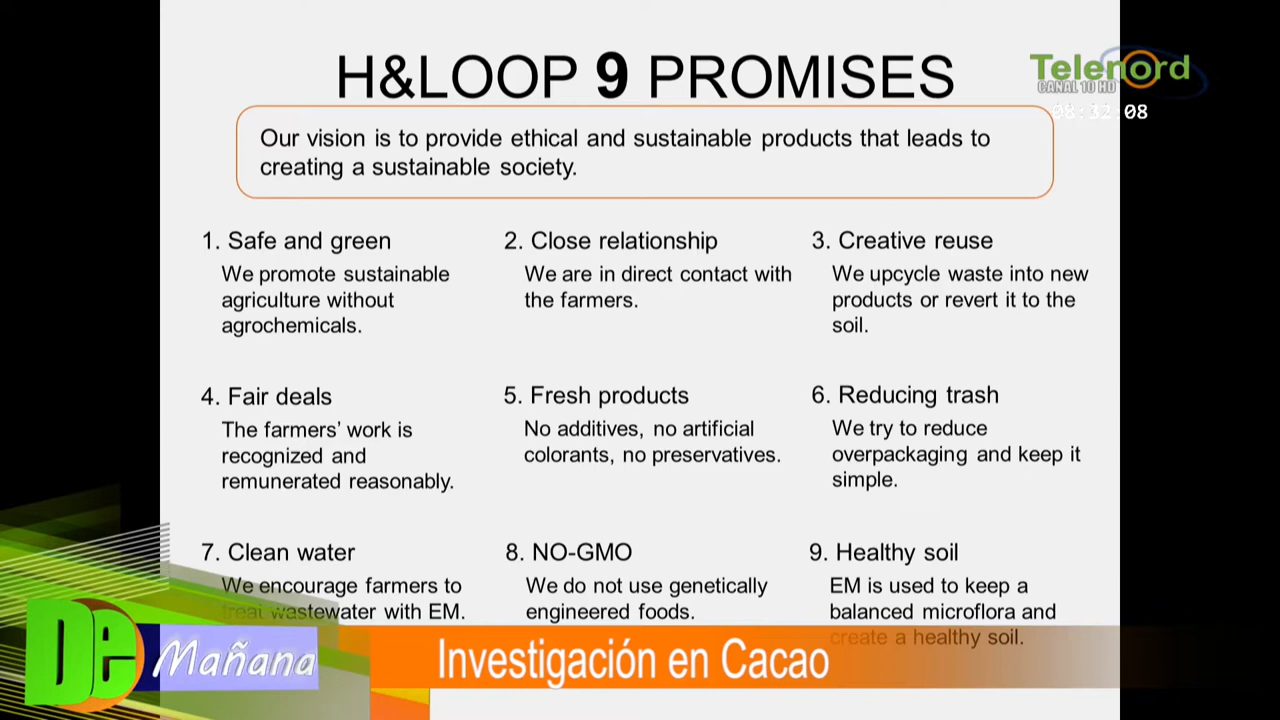 H&LOOP 9 PROMISES
Telenord
CANAL 10 HD
08:32:08
Our vision is to provide ethical and sustainable products that leads to
creating a sustainable society.
1. Safe and green
We promote sustainable
agriculture without
agrochemicals.
2. Close relationship
We are in direct contact with
the farmers.
3. Creative reuse
We upcycle waste into new
products or revert it to the
soil.
4. Fair deals
The farmers' work is
recognized and
remunerated reasonably.
5. Fresh products
No additives, no artificial
colorants, no preservatives.
6. Reducing trash
We try to reduce
overpackaging and keep it
simple.
7. Clean water
We encourage farmers to
treat wastewater with EM.
8. NO-GMO
We do not use genetically
engineered foods.
9. Healthy soil
EM is used to keep a
balanced microflora and
create a healthy soil.
De Mañana
Investigación en Cacao